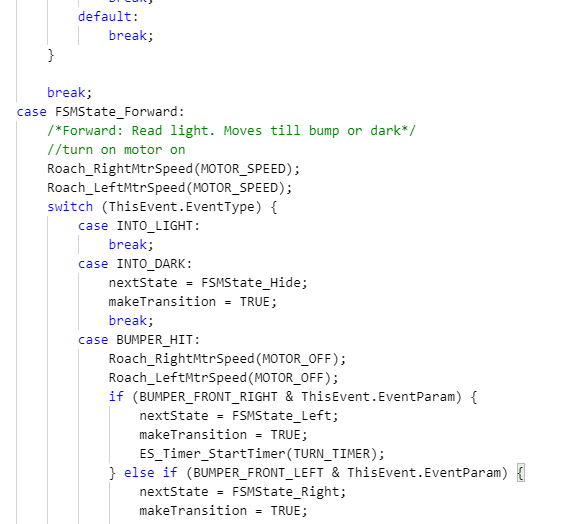 break;
default:
break;
}
break;
case FSMState_Forward:
/*Forward: Read light. Moves till bump or dark*/
//turn on motor on
Roach_RightMtrSpeed(MOTOR_SPEED);
Roach_LeftMtrSpeed(MOTOR_SPEED);
switch (ThisEvent.EventType) {
case INTO_LIGHT:
break;
case INTO_DARK:
nextState = FSMState_Hide;
makeTransition = TRUE;
break;
case BUMPER_HIT:
Roach_RightMtrSpeed(MOTOR_OFF);
Roach_LeftMtrSpeed(MOTOR_OFF);
if (BUMPER_FRONT_RIGHT & ThisEvent.EventParam) {
nextState = FSMState_Left;
makeTransition = TRUE;
ES_Timer_StartTimer(TURN_TIMER);
} else if (BUMPER_FRONT_LEFT & ThisEvent.EventParam) {
nextState = FSMState_Right;
makeTransition = TRUE;